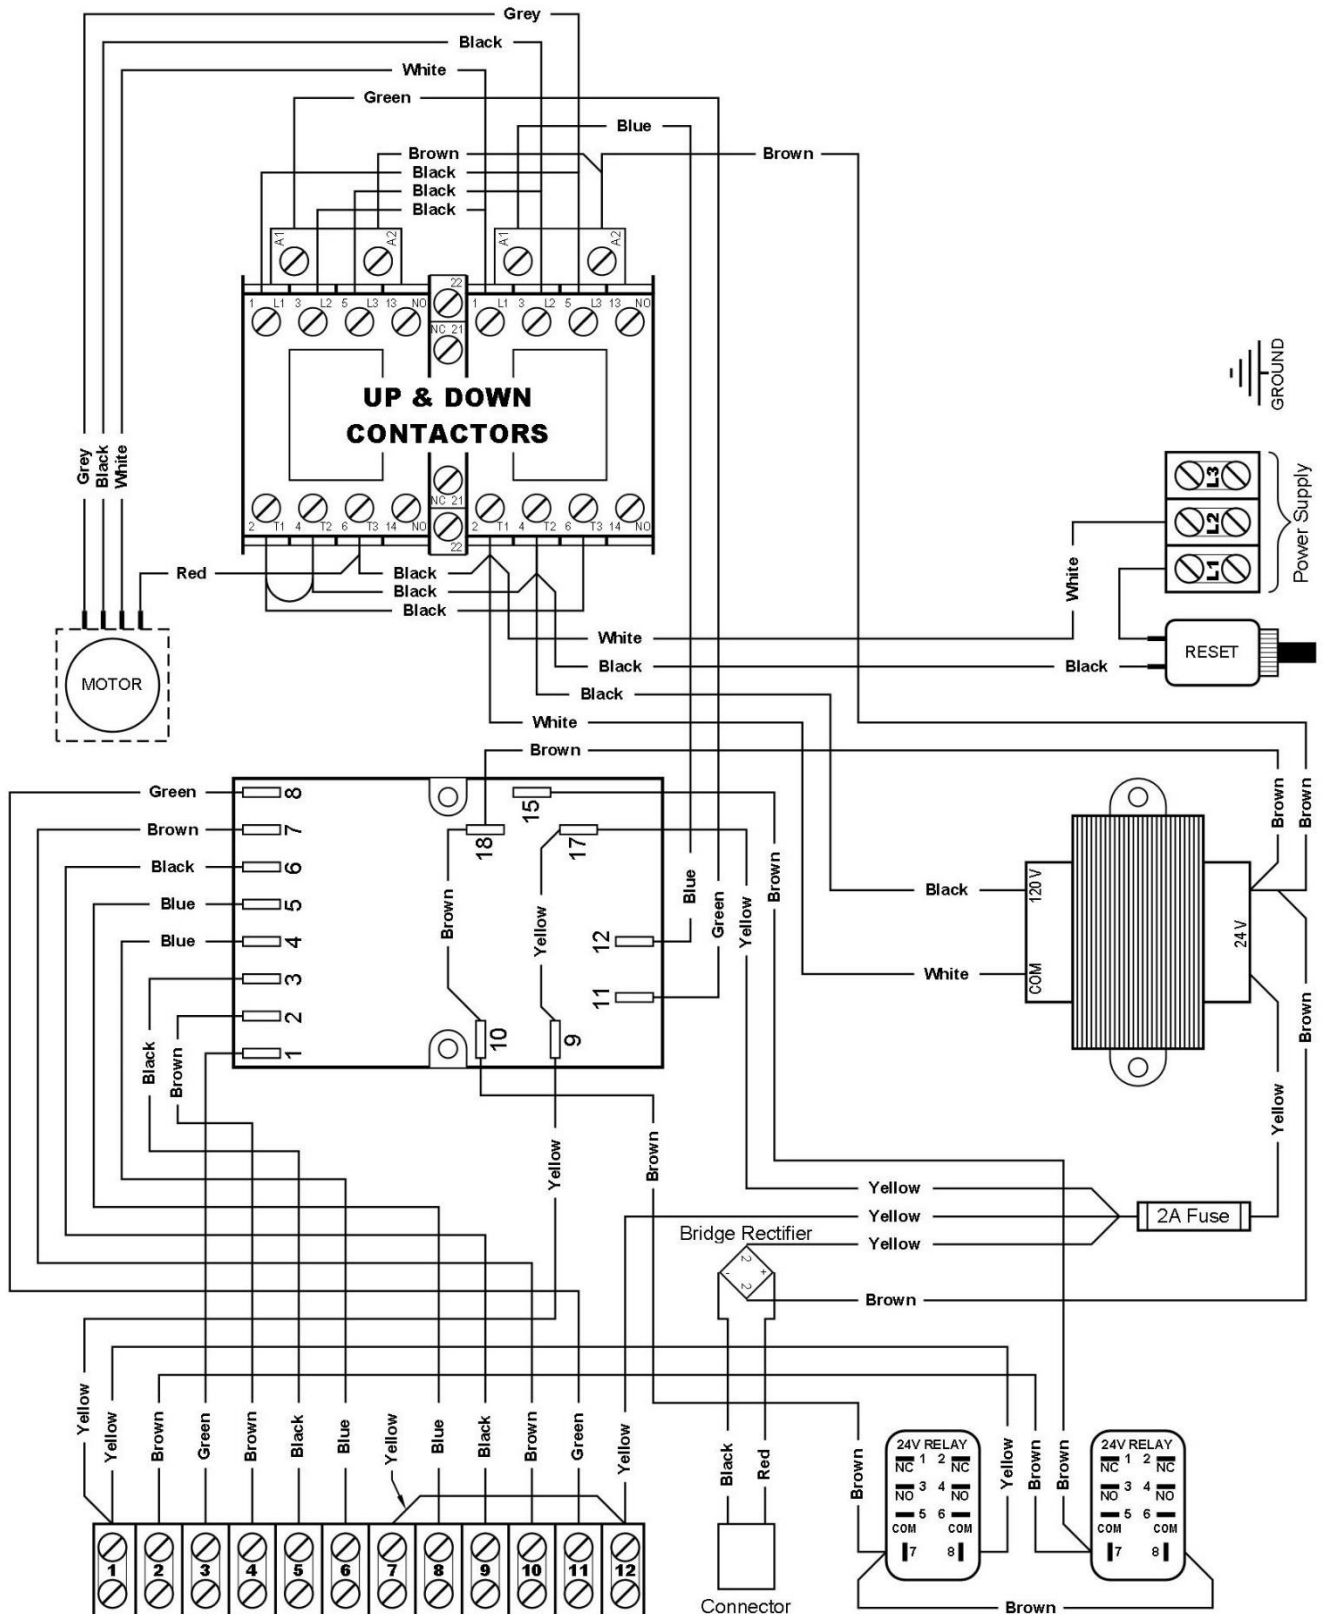 Grey
Black
White
Green
Blue
Brown
Brown
Black
Black
Black
A1 A2 A1 A2
1 L1 3 L2 5 L3 13 NO 22 1 L1 3 L2 5 L3 13 NO
NC 21
UP & DOWN
CONTACTORS
NC 21
2 T1 4 T2 6 T3 14 NO 22 2 T1 4 T2 6 T3 14 NO
Grey
Black
White
GROUND
L3
L2
L1
Power Supply
White
Red
Black
Black
Black
White
Black
Black
RESET
MOTOR
Black
White
Brown
Green
Brown
Black
Blue
Blue
8
7
6
5
4
3
2
1
15
18
17
12
11
10
9
Brown
Yellow
Blue
Green
Yellow
Brown
Black
White
120 V
COM
24 V
Brown
Brown
Brown
Yellow
Black
Brown
Yellow
Brown
Yellow
Yellow
Yellow
2A Fuse
Bridge Rectifier
2
- +
2
Brown
Yellow
Yellow
Brown
Green
Brown
Black
Blue
Yellow
Blue
Black
Brown
Green
Yellow
Black
Red
Brown
Yellow
Brown
Brown
24V RELAY
1 2
NC NC
3 4
NO NO
5 6
COM COM
7 8
24V RELAY
1 2
NC NC
3 4
NO NO
5 6
COM COM
7 8
1 2 3 4 5 6 7 8 9 10 11 12
Connector
Brown